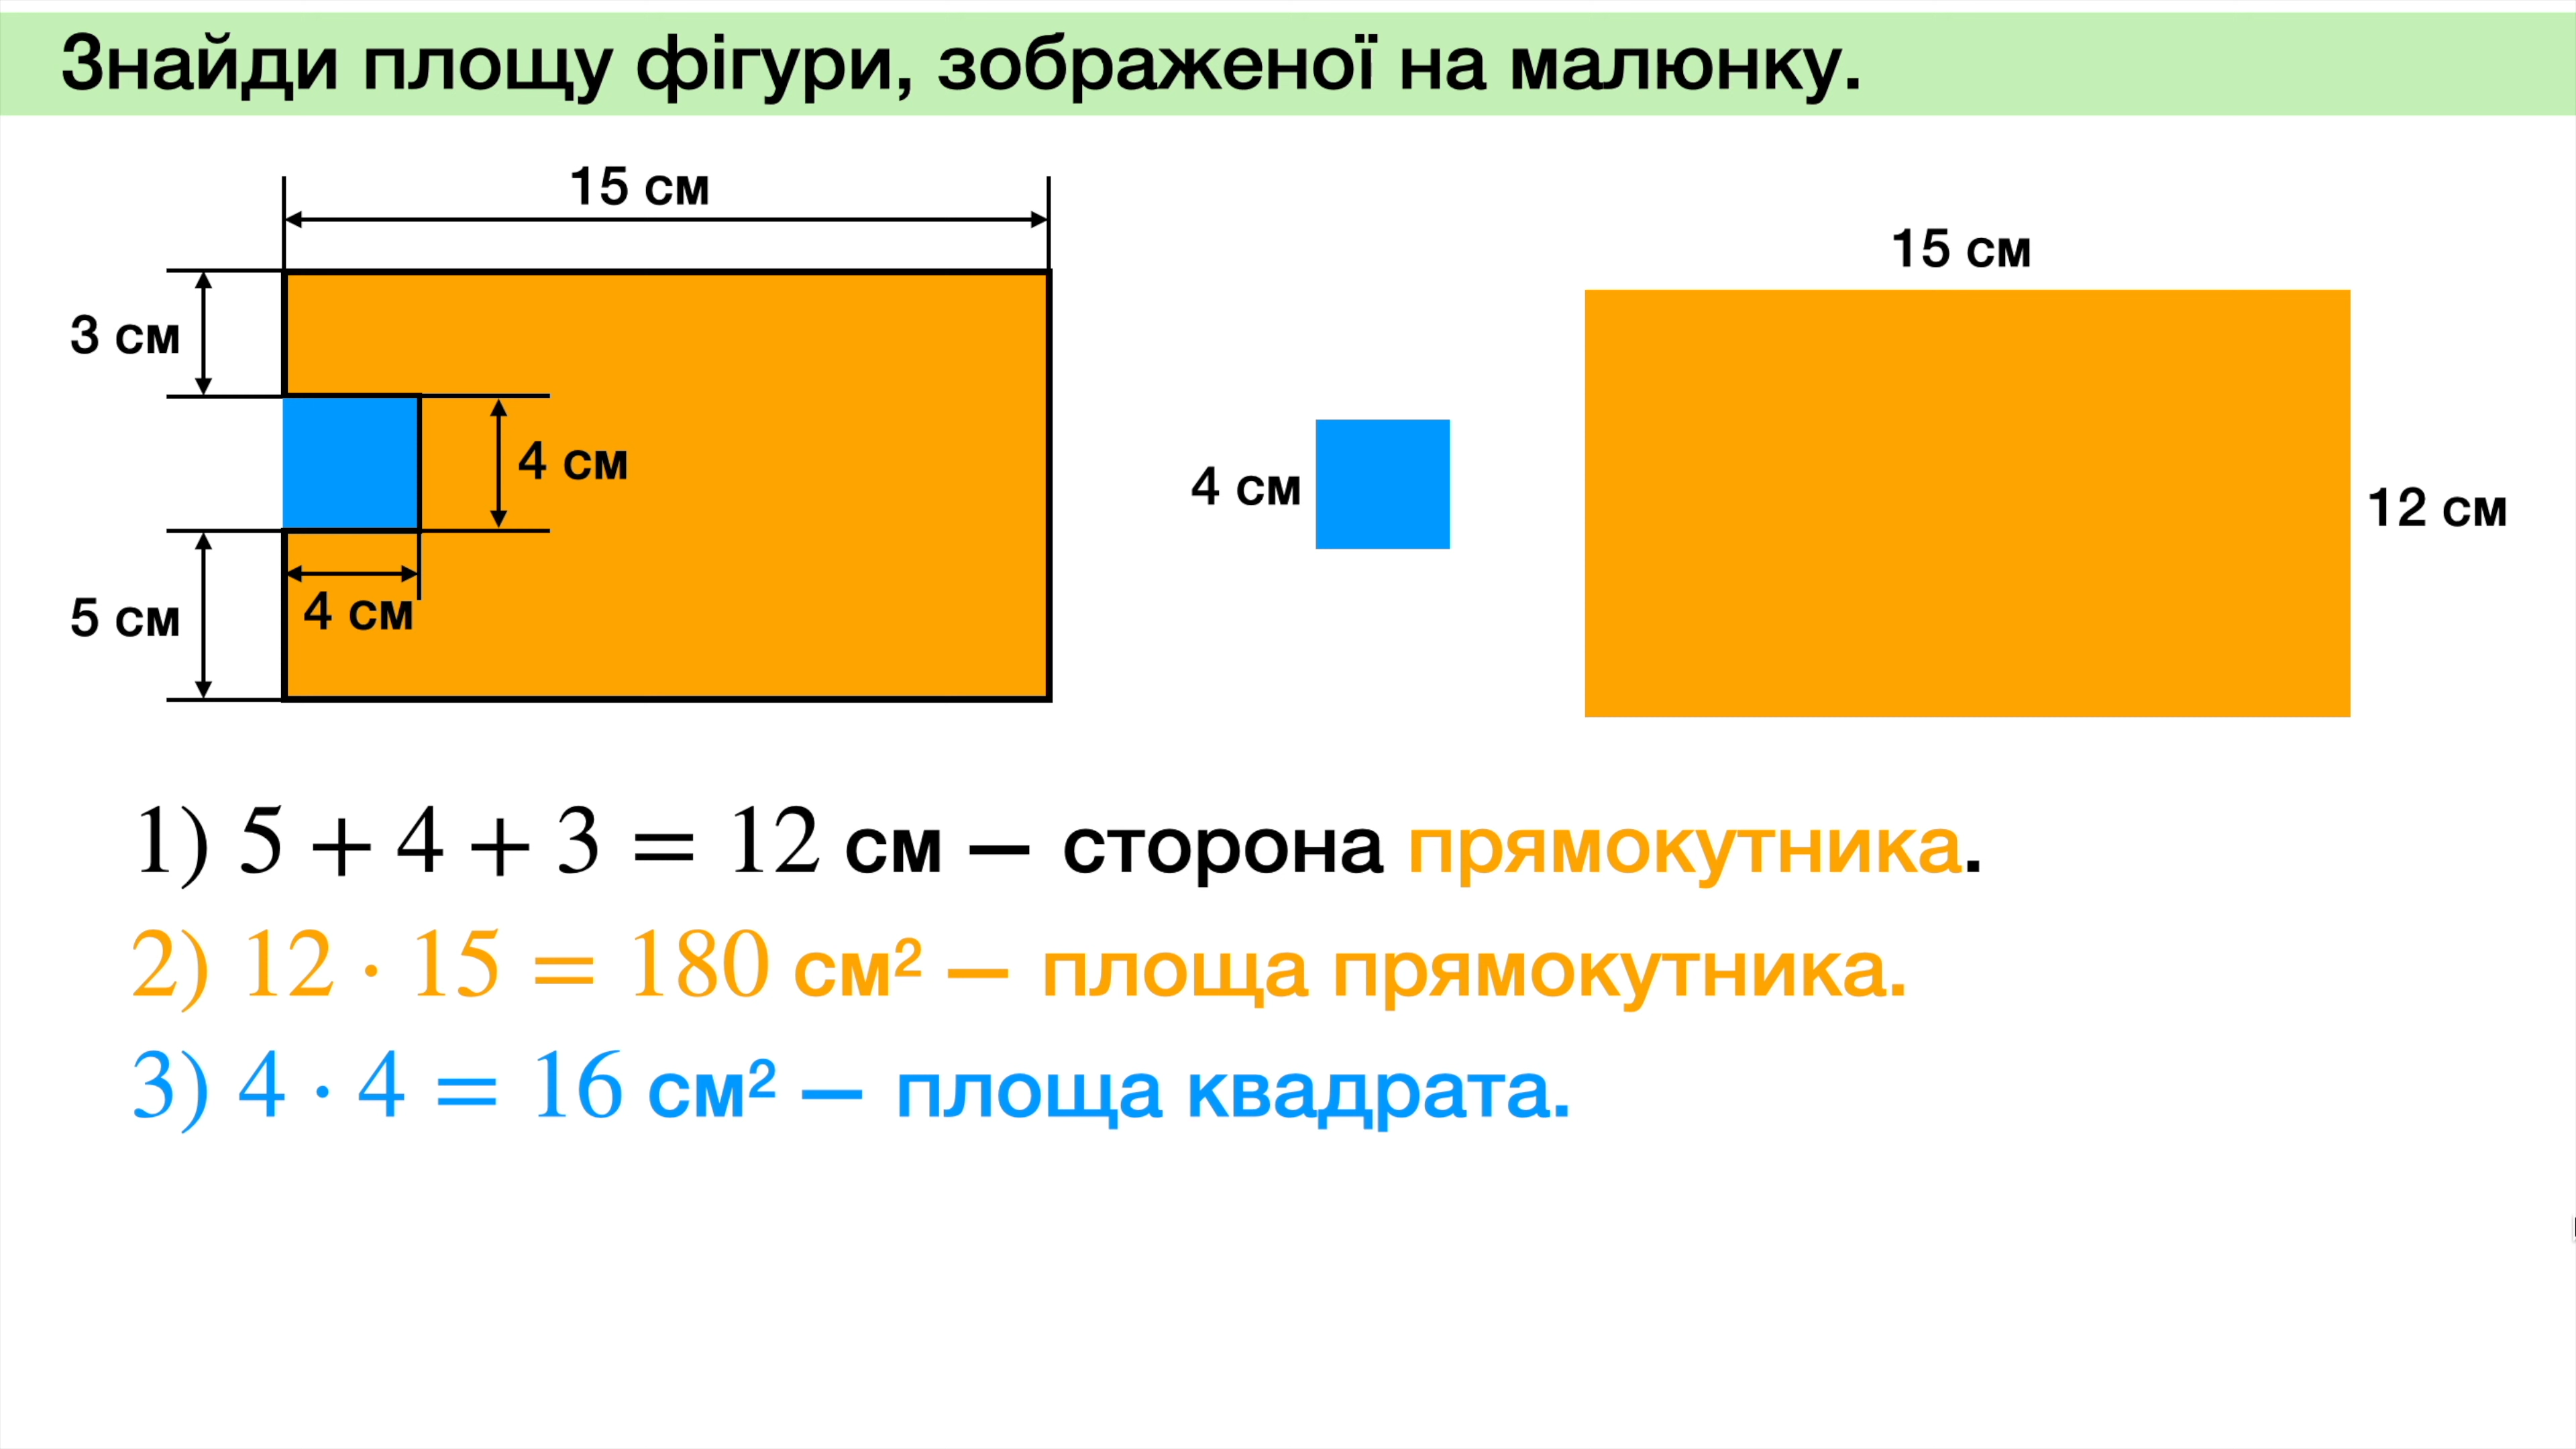 Знайди площу фігури, зображеної на малюнку.
15 см
15 см
3 см
4 см
4 см
12 см
5 см
4 см
1) 5 + 4 + 3 = 12 см — сторона прямокутника.
2) 12 · 15 = 180 см² — площа прямокутника.
3) 4 · 4 = 16 см² — площа квадрата.